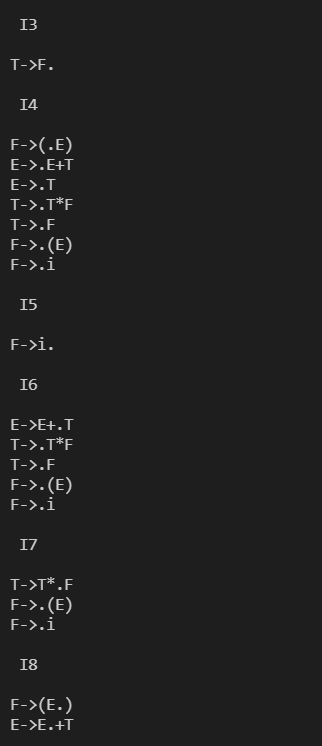 I3
T->F.
I4
F->(.E)
E->.E+T
E->.T
T->.T*F
T->.F
F->.(E)
F->.i
I5
F->i.
I6
E->E+.T
T->.T*F
T->.F
F->.(E)
F->.i
I7
T->T*.F
F->.(E)
F->.i
I8
F->(E.)
E->E.+T